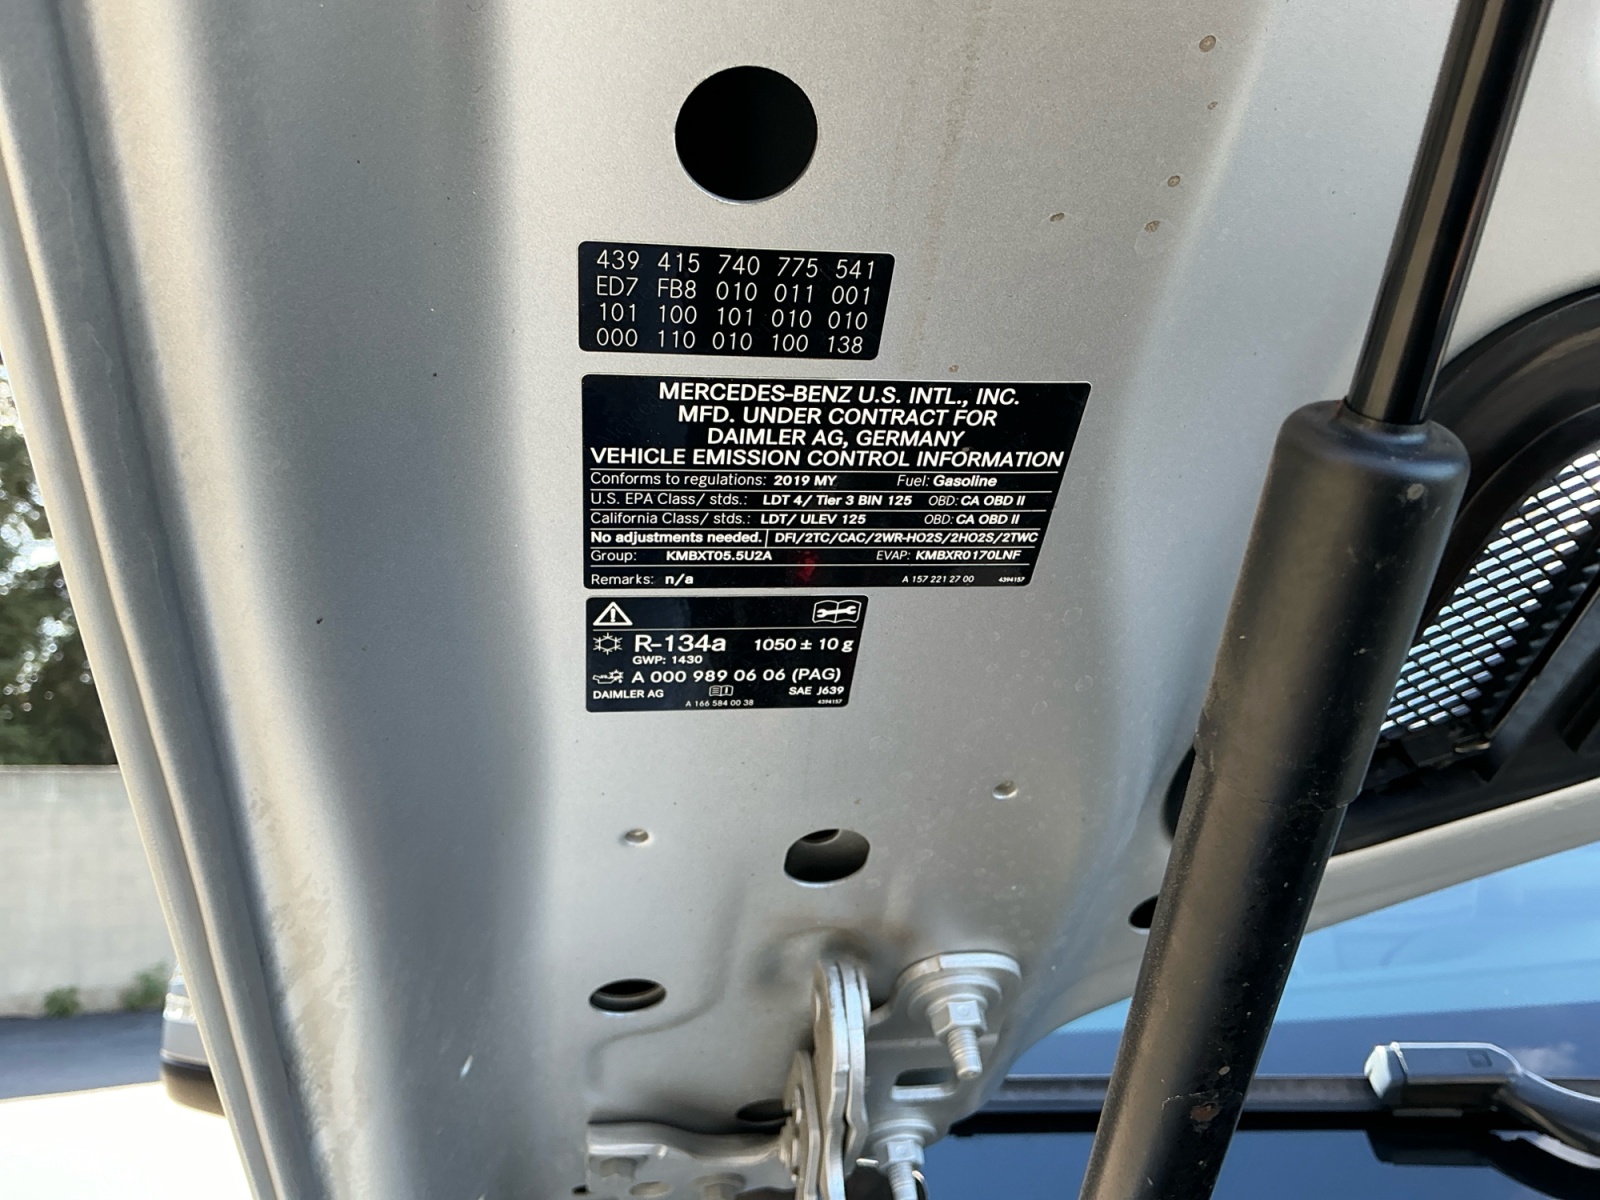 439 415 740 775 541
ED7 FB8 010 011 001
101 100 101 010 010
000 110 010 100 138
MERCEDES-BENZ U.S. INTL., INC.
MFD. UNDER CONTRACT FOR
DAIMLER AG, GERMANY
VEHICLE EMISSION CONTROL INFORMATION
Conforms to regulations: 2019 MY Fuel: Gasoline
U.S. EPA Class/ stds.: LDT 4/ Tier 3 BIN 125 OBD: CA OBD II
California Class/ stds.: LDT/ ULEV 125 OBD: CA OBD II
No adjustments needed. DFI/2TC/CAC/2WR-HO2S/2HO2S/2TWC
Group: KMBXT05.5U2A EVAP: KMBXR0170LNF
Remarks: n/a A 157 221 27 00 4394157
R-134a 1050 ± 10 g
GWP: 1430
A 000 989 06 06 (PAG)
DAIMLER AG SAE J639
A 166 584 00 38 4394157